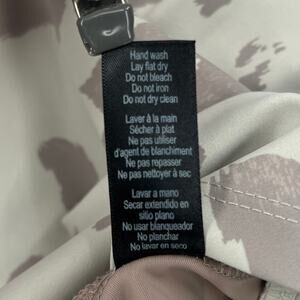 Hand wash
Lay flat dry
Do not bleach
Do not iron
Do not dry clean
Laver à la main
Sécher à plat
Ne pas utiliser
d'agent de blanchiment
Ne pas repasser
Ne pas nettoyer à sec
Lavar a mano
Secar extendido en
sitio plano
No usar blanqueador
No planchar
No lavar en seco